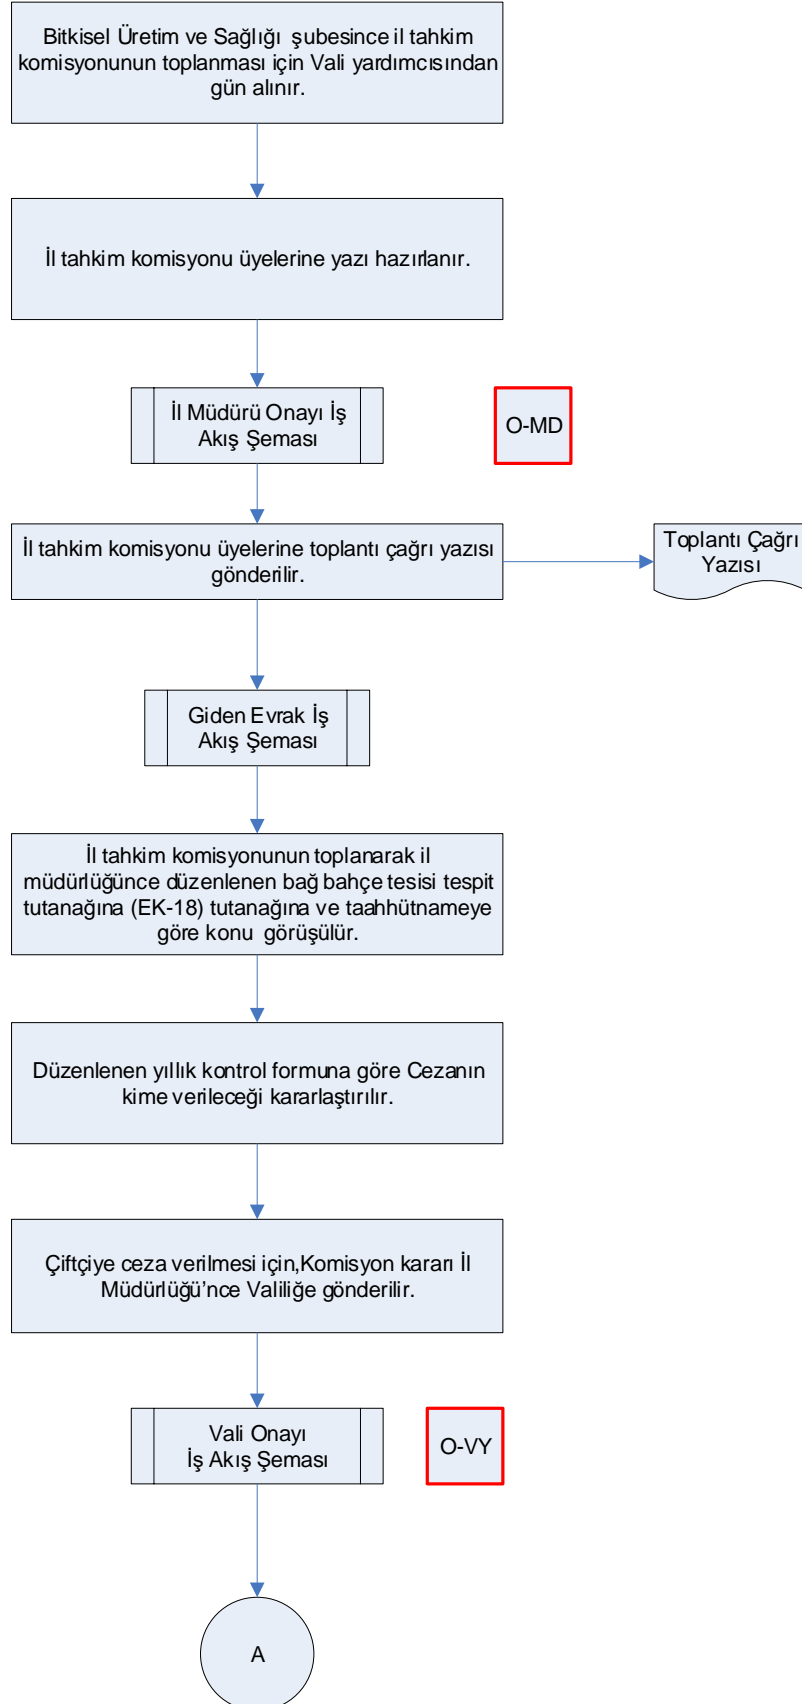 Bitkisel Üretim ve Sağlığı şubesince il tahkim
komisyonunun toplanması için Vali yardımcısından
gün alınır.
İl tahkim komisyonu üyelerine yazı hazırlanır.
İl Müdürü Onayı İş
Akış Şeması
O-MD
İl tahkim komisyonu üyelerine toplantı çağrı yazısı
gönderilir.
Toplantı Çağrı
Yazısı
Giden Evrak İş
Akış Şeması
İl tahkim komisyonunun toplanarak il
müdürlüğünce düzenlenen bağ bahçe tesisi tespit
tutanağına (EK-18) tutanağına ve taahhütnameye
göre konu görüşülür.
Düzenlenen yıllık kontrol formuna göre Cezanın
kime verileceği kararlaştırılır.
Çiftçiye ceza verilmesi için,Komisyon kararı İl
Müdürlüğü’nce Valiliğe gönderilir.
Vali Onayı
İş Akış Şeması
O-VY
A